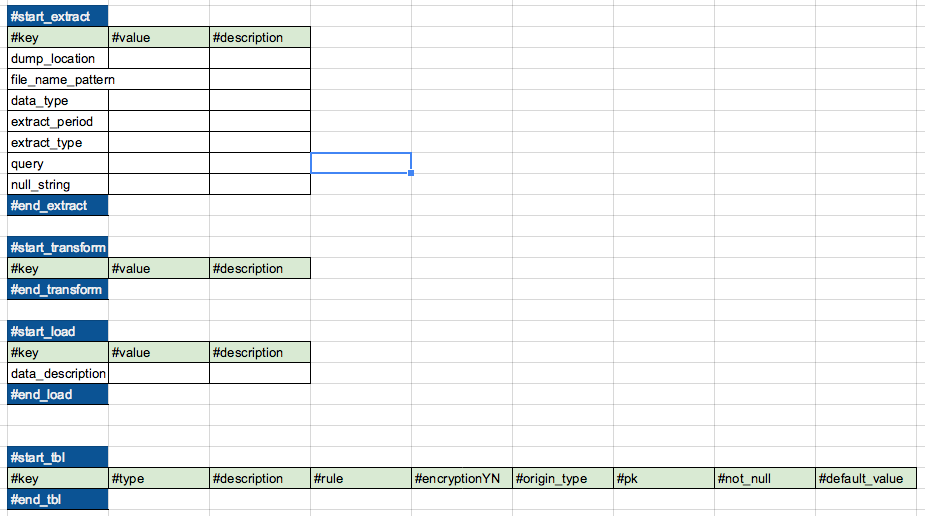 #start_extract
#key #value #description
dump_location
file_name_pattern
data_type
extract_period
extract_type
query
null_string
#end_extract
#start_transform
#key #value #description
#end_transform
#start_load
#key #value #description
data_description
#end_load
#start_tbl
#key #type #description #rule #encryptionYN #origin_type #pk #not_null #default_value
#end_tbl